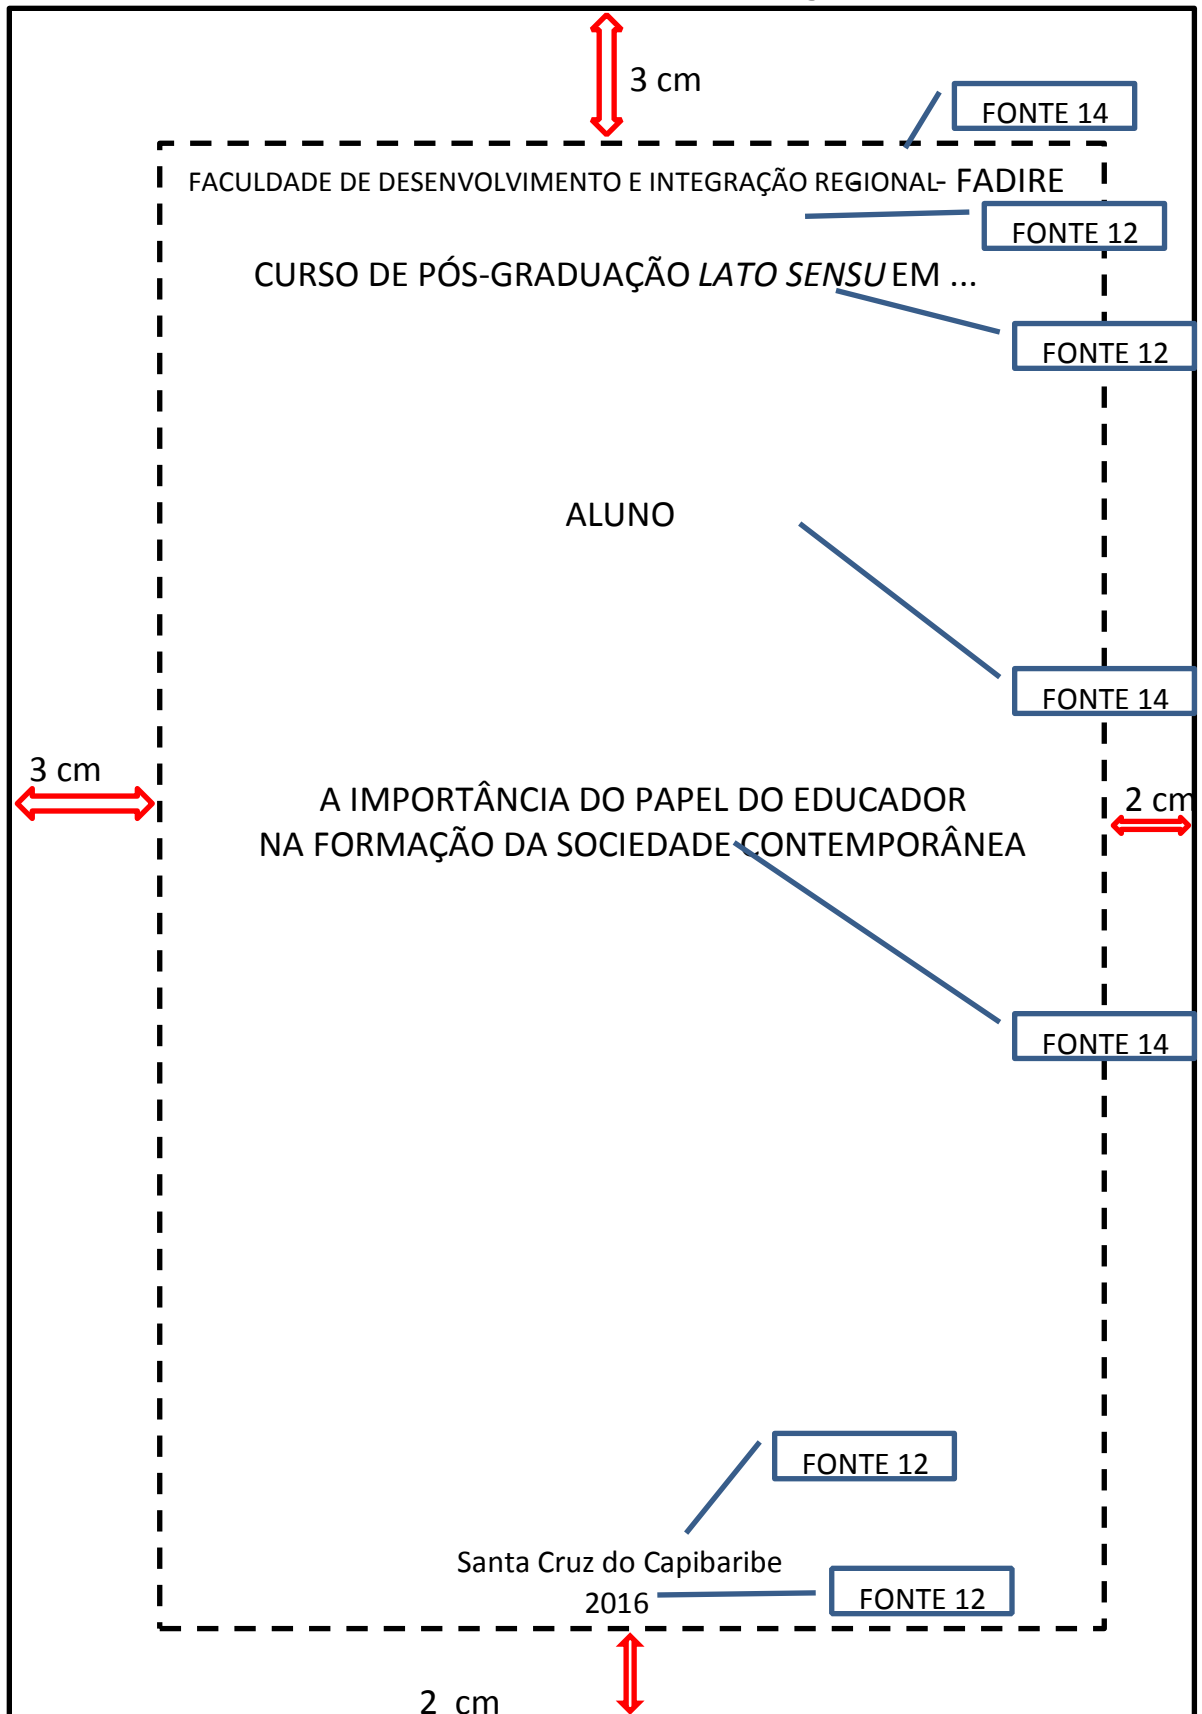 3 cm
FONTE 14
FACULDADE DE DESENVOLVIMENTO E INTEGRAÇÃO REGIONAL- FADIRE
FONTE 12
CURSO DE PÓS-GRADUAÇÃO LATO SENSU EM ...
FONTE 12
ALUNO
FONTE 14
3 cm
A IMPORTÂNCIA DO PAPEL DO EDUCADOR
2 cm
NA FORMAÇÃO DA SOCIEDADE CONTEMPORÂNEA
FONTE 14
FONTE 12
Santa Cruz do Capibaribe
2016
FONTE 12
2 cm